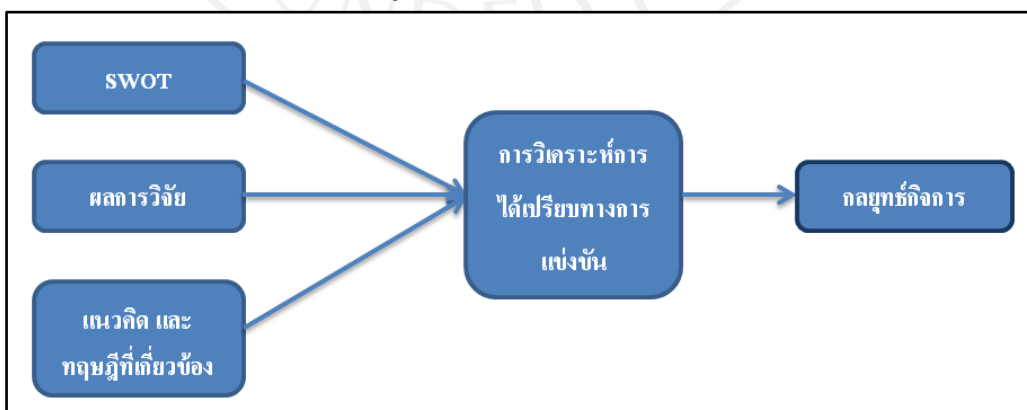 SWOT
ผลการวิจัย
แนวคิด และ
ทฤษฎีที่เกี่ยวข้อง
การวิเคราะห์การ
ได้เปรียบทางการ
แข่งขัน
กลยุทธ์กิจการ